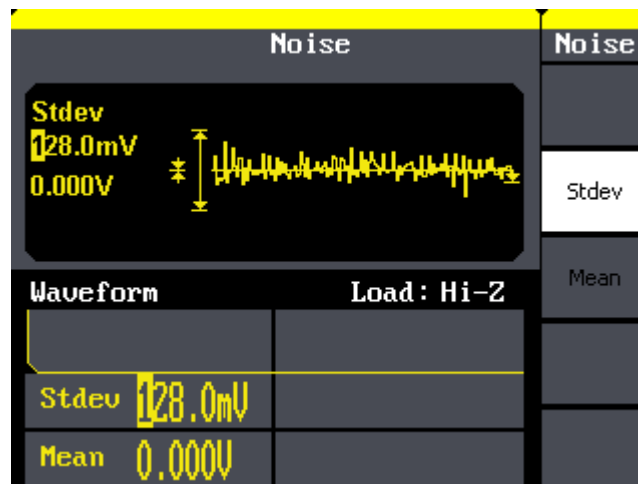 Noise
Noise
Stdev
128.0mV
0.000V
Stdev
Mean
Waveform Load: Hi-Z
Stdev 128.0mV
Mean 0.000V